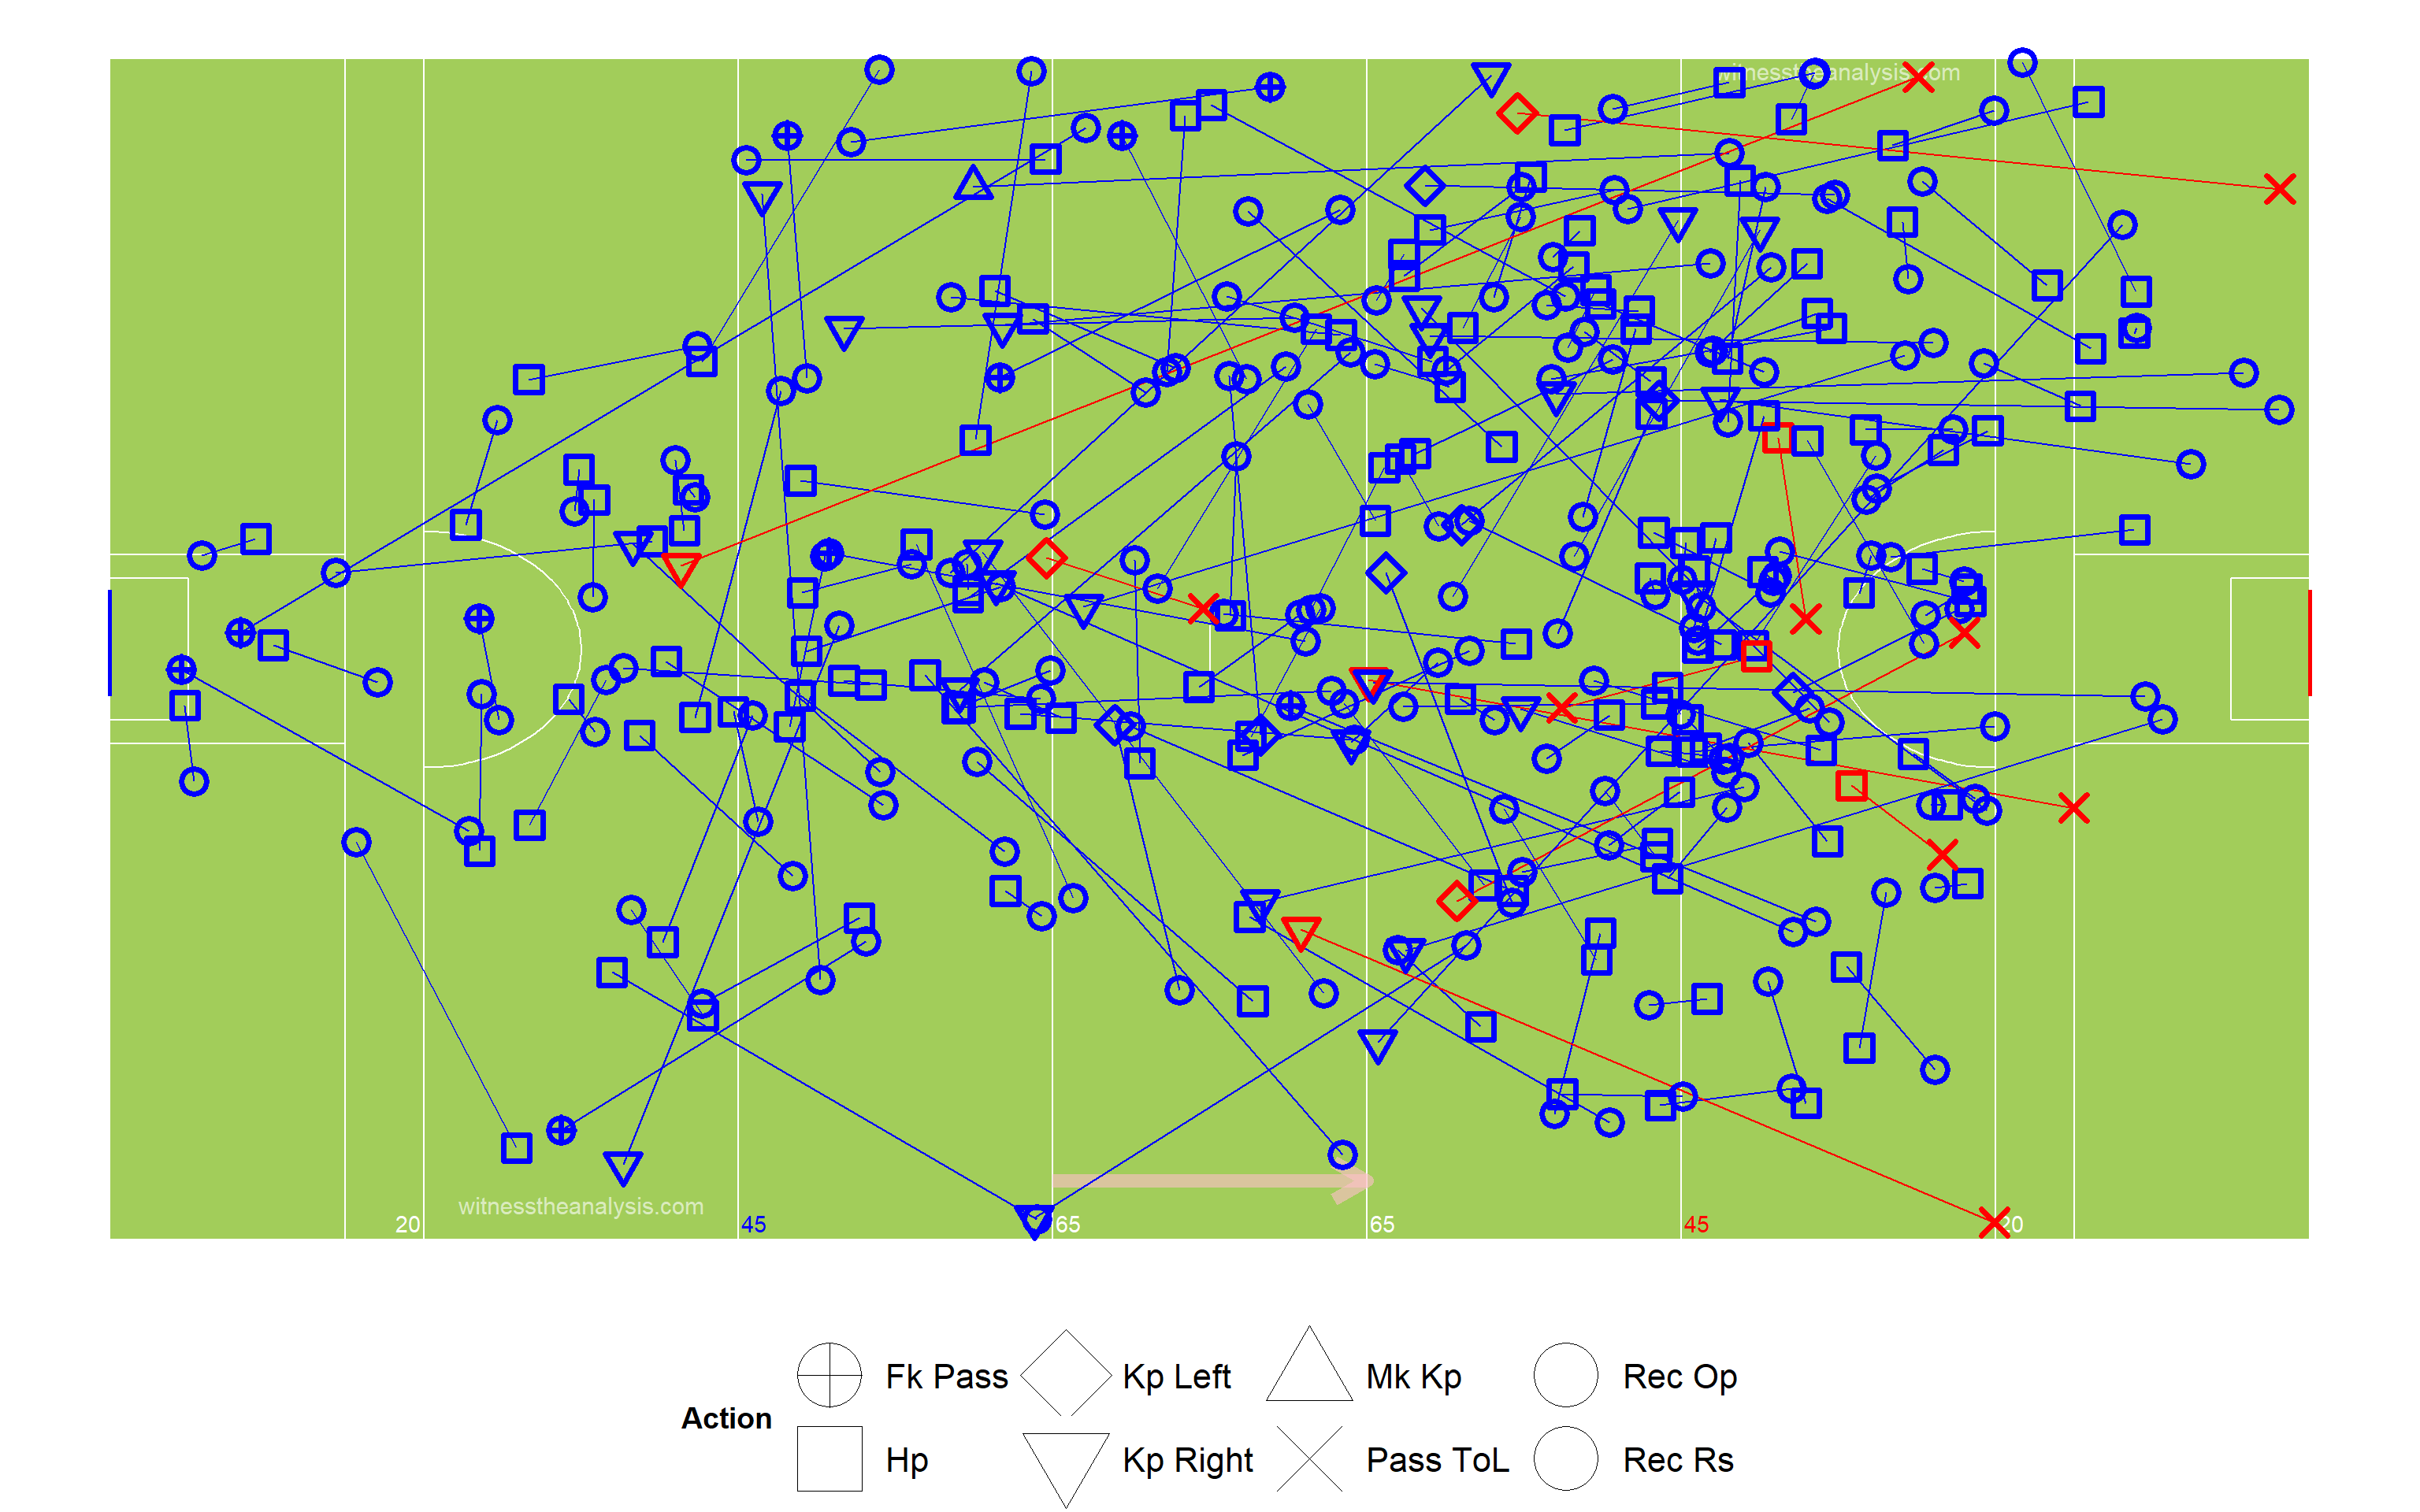 witnesstheanalysis.com
witnesstheanalysis.com
20 45 65 65 45 20
Fk Pass Kp Left Mk Kp Rec Op
Action
Hp Kp Right Pass ToL Rec Rs